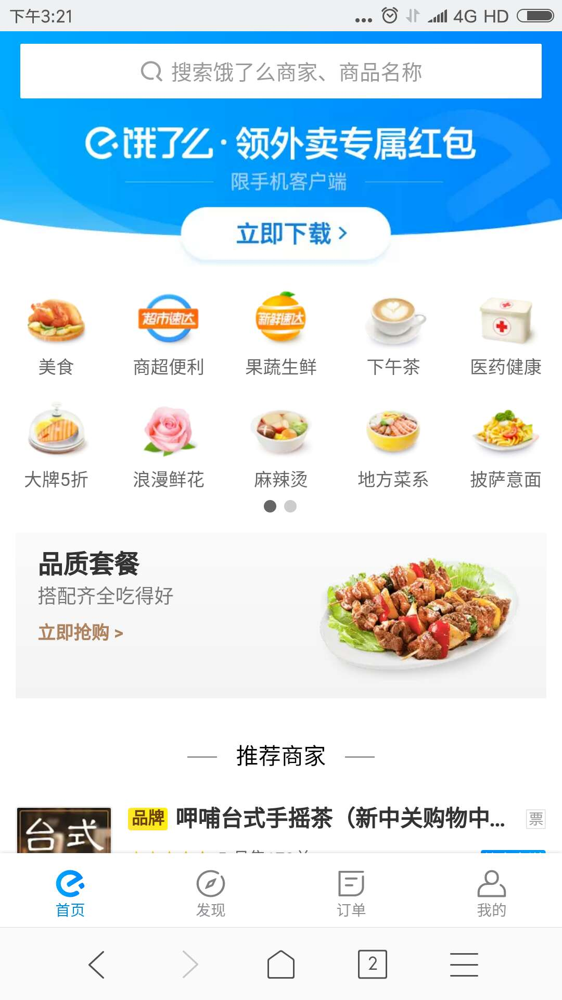 下午3:21
4G HD
搜索饿了么商家、商品名称
饿了么·领外卖专属红包
限手机客户端
立即下载 >
超市速达
新鲜速达
美食 商超便利 果蔬生鲜 下午茶 医药健康
大牌5折 浪漫鲜花 麻辣烫 地方菜系 披萨意面
品质套餐
搭配齐全吃得好
立即抢购 >
推荐商家
台式
品牌 呷哺台式手摇茶（新中关购物中... 票
首页 发现 订单 我的
2